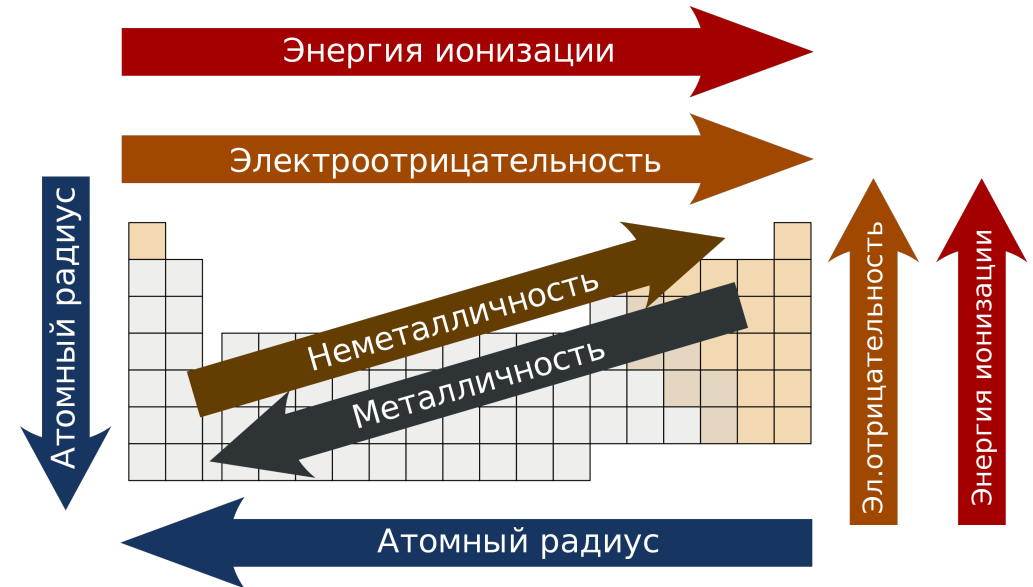 Энергия ионизации
Электроотрицательность
Атомный радиус
Неметалличность
Металличность
Эл.отрицательность
Энергия ионизации
Атомный радиус